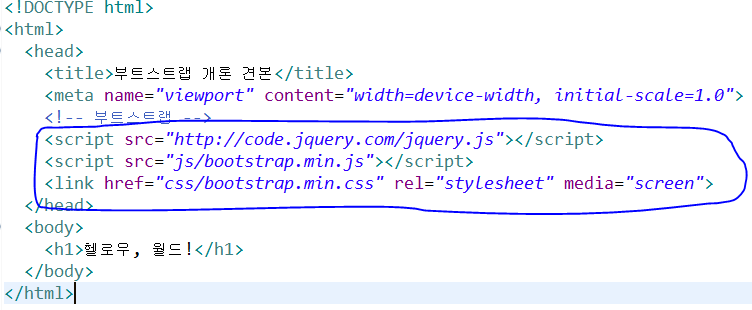 <!DOCTYPE html>
<html>
<head>
<title>부트스트랩 개론 견본</title>
<meta name="viewport" content="width=device-width, initial-scale=1.0">
<!-- 부트스트랩 -->
<script src="http://code.jquery.com/jquery.js"></script>
<script src="js/bootstrap.min.js"></script>
<link href="css/bootstrap.min.css" rel="stylesheet" media="screen">
</head>
<body>
<h1>헬로우, 월드!</h1>
</body>
</html>